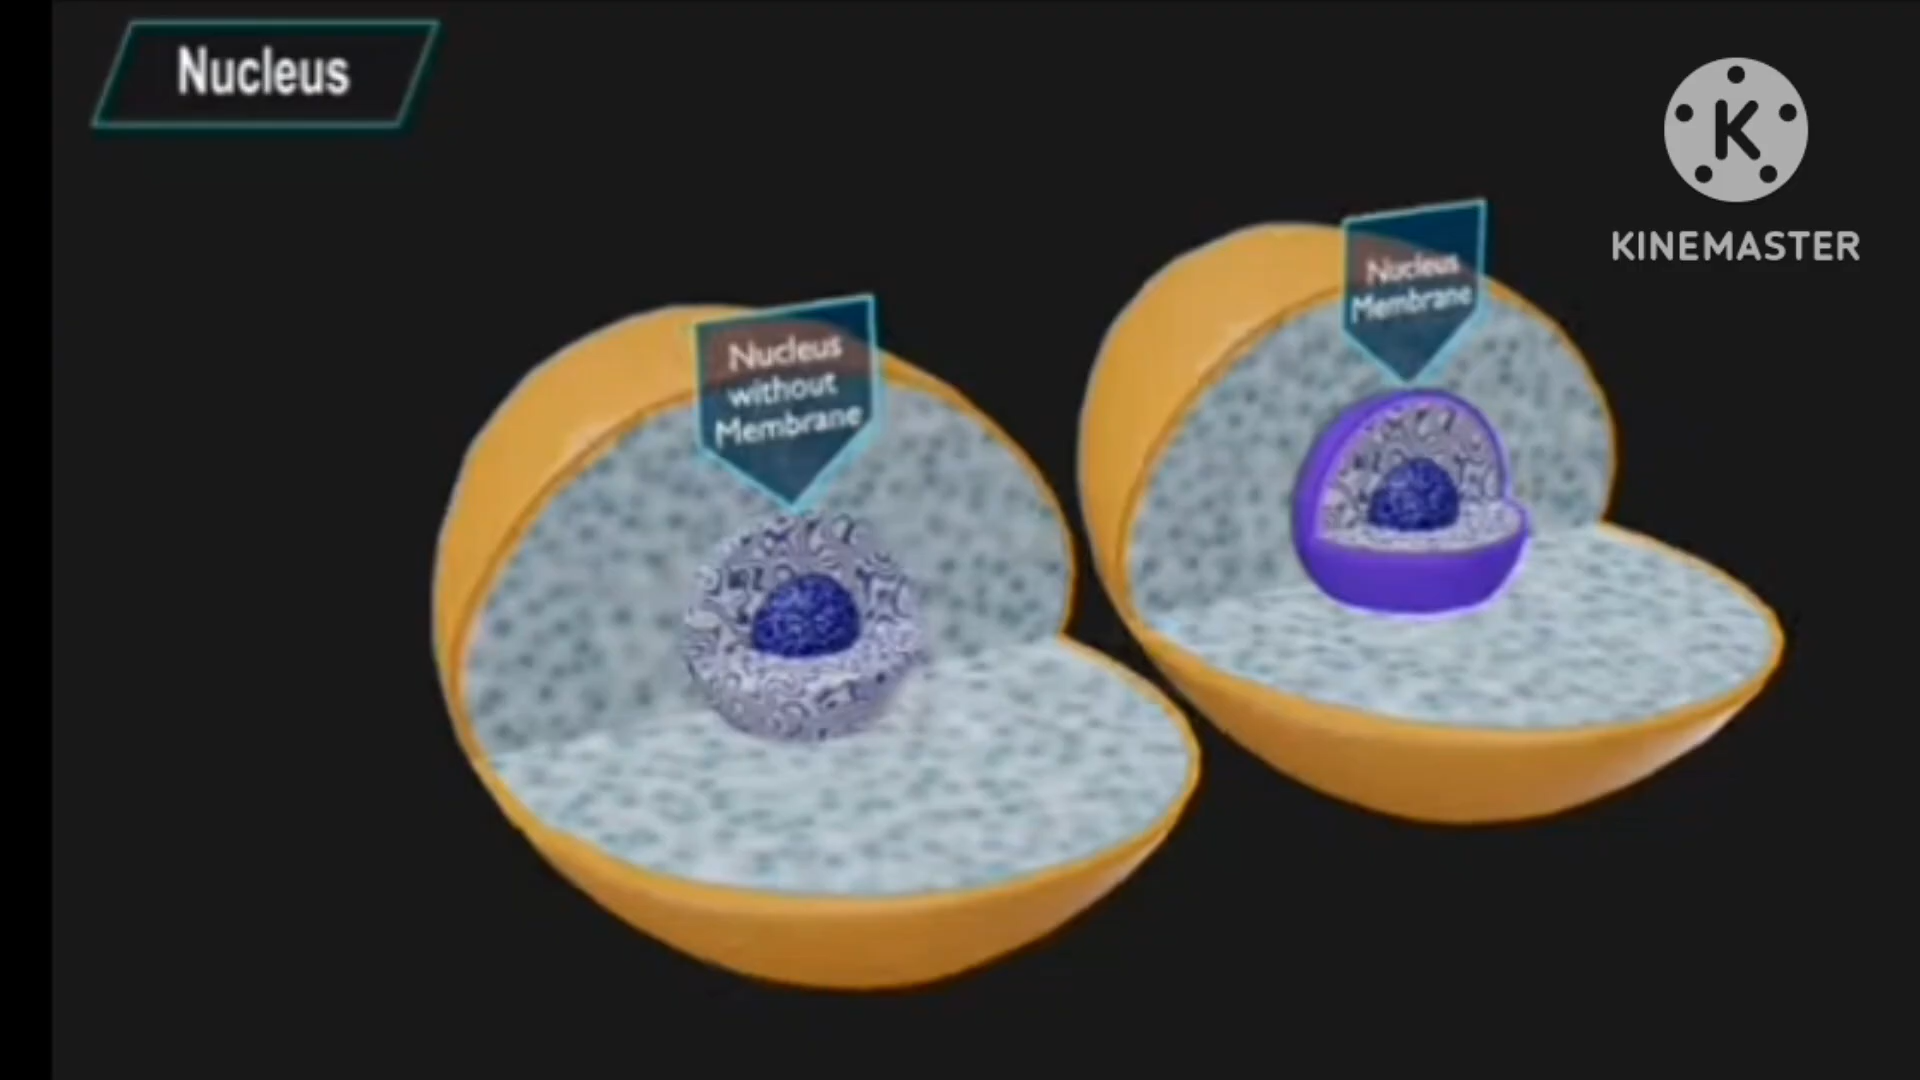 Nucleus
K
KINEMASTER
Nucleus
Membrane
Nucleus
without
Membrane